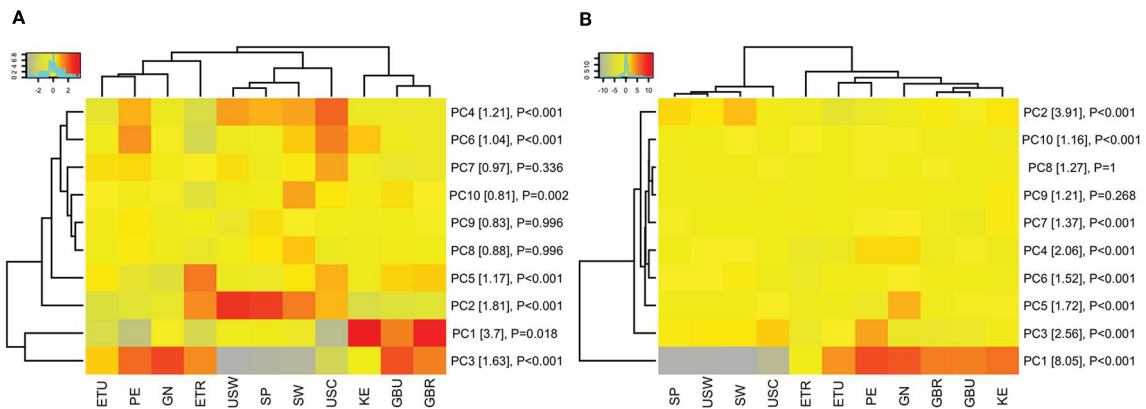 A
B
0 2 4 6 8
-2 0 2
0 5 10
-10 -5 0 5 10
PC4 [1.21], P<0.001
PC6 [1.04], P<0.001
PC7 [0.97], P=0.336
PC10 [0.81], P=0.002
PC9 [0.83], P=0.996
PC8 [0.88], P=0.996
PC5 [1.17], P<0.001
PC2 [1.81], P<0.001
PC1 [3.7], P=0.018
PC3 [1.63], P<0.001
ETU PE GN ETR USW SP SW USC KE GBU GBR
PC2 [3.91], P<0.001
PC10 [1.16], P<0.001
PC8 [1.27], P=1
PC9 [1.21], P=0.268
PC7 [1.37], P<0.001
PC4 [2.06], P<0.001
PC6 [1.52], P<0.001
PC5 [1.72], P<0.001
PC3 [2.56], P<0.001
PC1 [8.05], P<0.001
SP USW SW USC ETR ETU PE GN GBR GBU KE